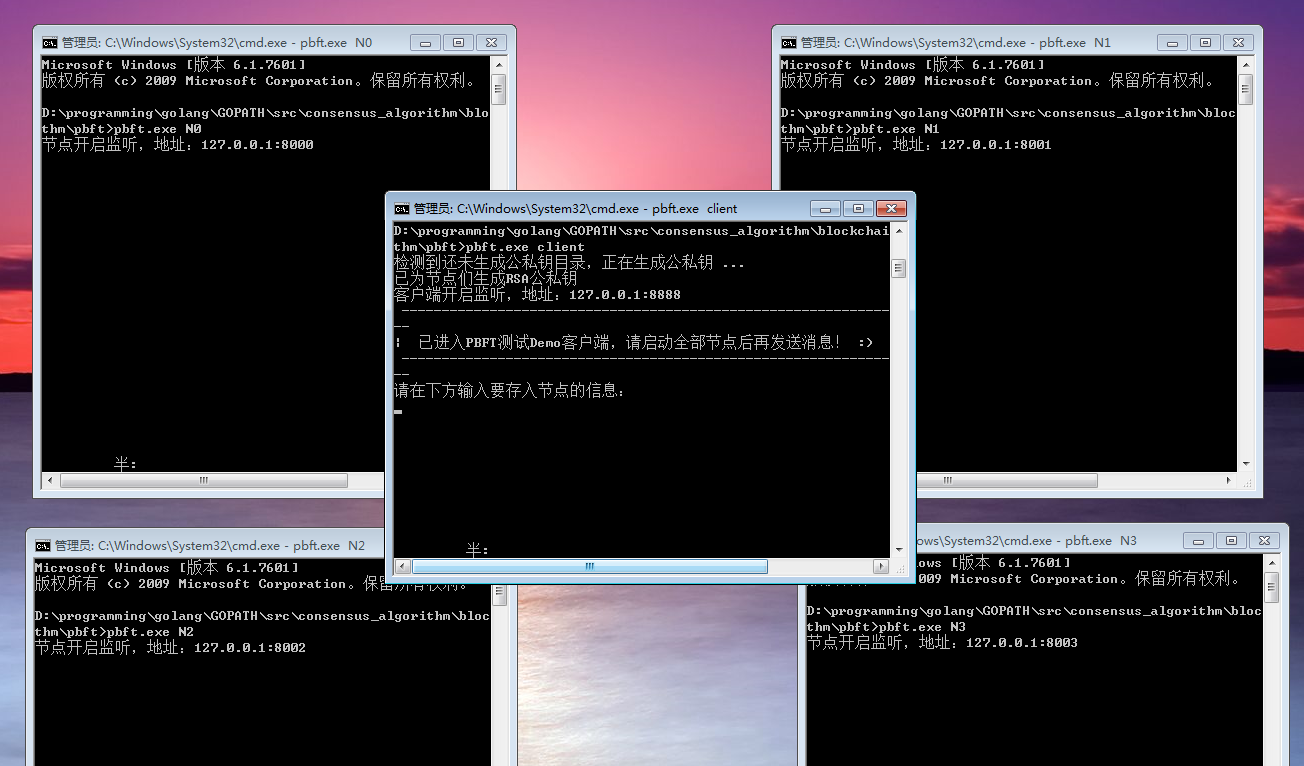 管理员: C:\Windows\System32\cmd.exe - pbft.exe  N0
Microsoft Windows [版本 6.1.7601]
版权所有 (c) 2009 Microsoft Corporation。保留所有权利。
D:\programming\golang\GOPATH\src\consensus_algorithm\blo
thm\pbft>pbft.exe N0
节点开启监听，地址：127.0.0.1:8000
半：
管理员: C:\Windows\System32\cmd.exe - pbft.exe  N1
Microsoft Windows [版本 6.1.7601]
版权所有 (c) 2009 Microsoft Corporation。保留所有权利。
D:\programming\golang\GOPATH\src\consensus_algorithm\bloc
thm\pbft>pbft.exe N1
节点开启监听，地址：127.0.0.1:8001
管理员: C:\Windows\System32\cmd.exe - pbft.exe  client
D:\programming\golang\GOPATH\src\consensus_algorithm\blockchai
thm\pbft>pbft.exe client
检测到还未生成公私钥目录，正在生成公私钥 ...
已为节点们生成RSA公私钥
客户端开启监听，地址：127.0.0.1:8888
---------------------------------------------------------------
--
|  已进入PBFT测试Demo客户端，请启动全部节点后再发送消息！ :)
---------------------------------------------------------------
--
请在下方输入要存入节点的信息：
半：
管理员: C:\Windows\System32\cmd.exe - pbft.exe  N2
Microsoft Windows [版本 6.1.7601]
版权所有 (c) 2009 Microsoft Corporation。保留所有权利。
D:\programming\golang\GOPATH\src\consensus_algorithm\bloc
thm\pbft>pbft.exe N2
节点开启监听，地址：127.0.0.1:8002
ows\System32\cmd.exe - pbft.exe  N3
ows [版本 6.1.7601]
009 Microsoft Corporation。保留所有权利。
D:\programming\golang\GOPATH\src\consensus_algorithm\bloc
thm\pbft>pbft.exe N3
节点开启监听，地址：127.0.0.1:8003